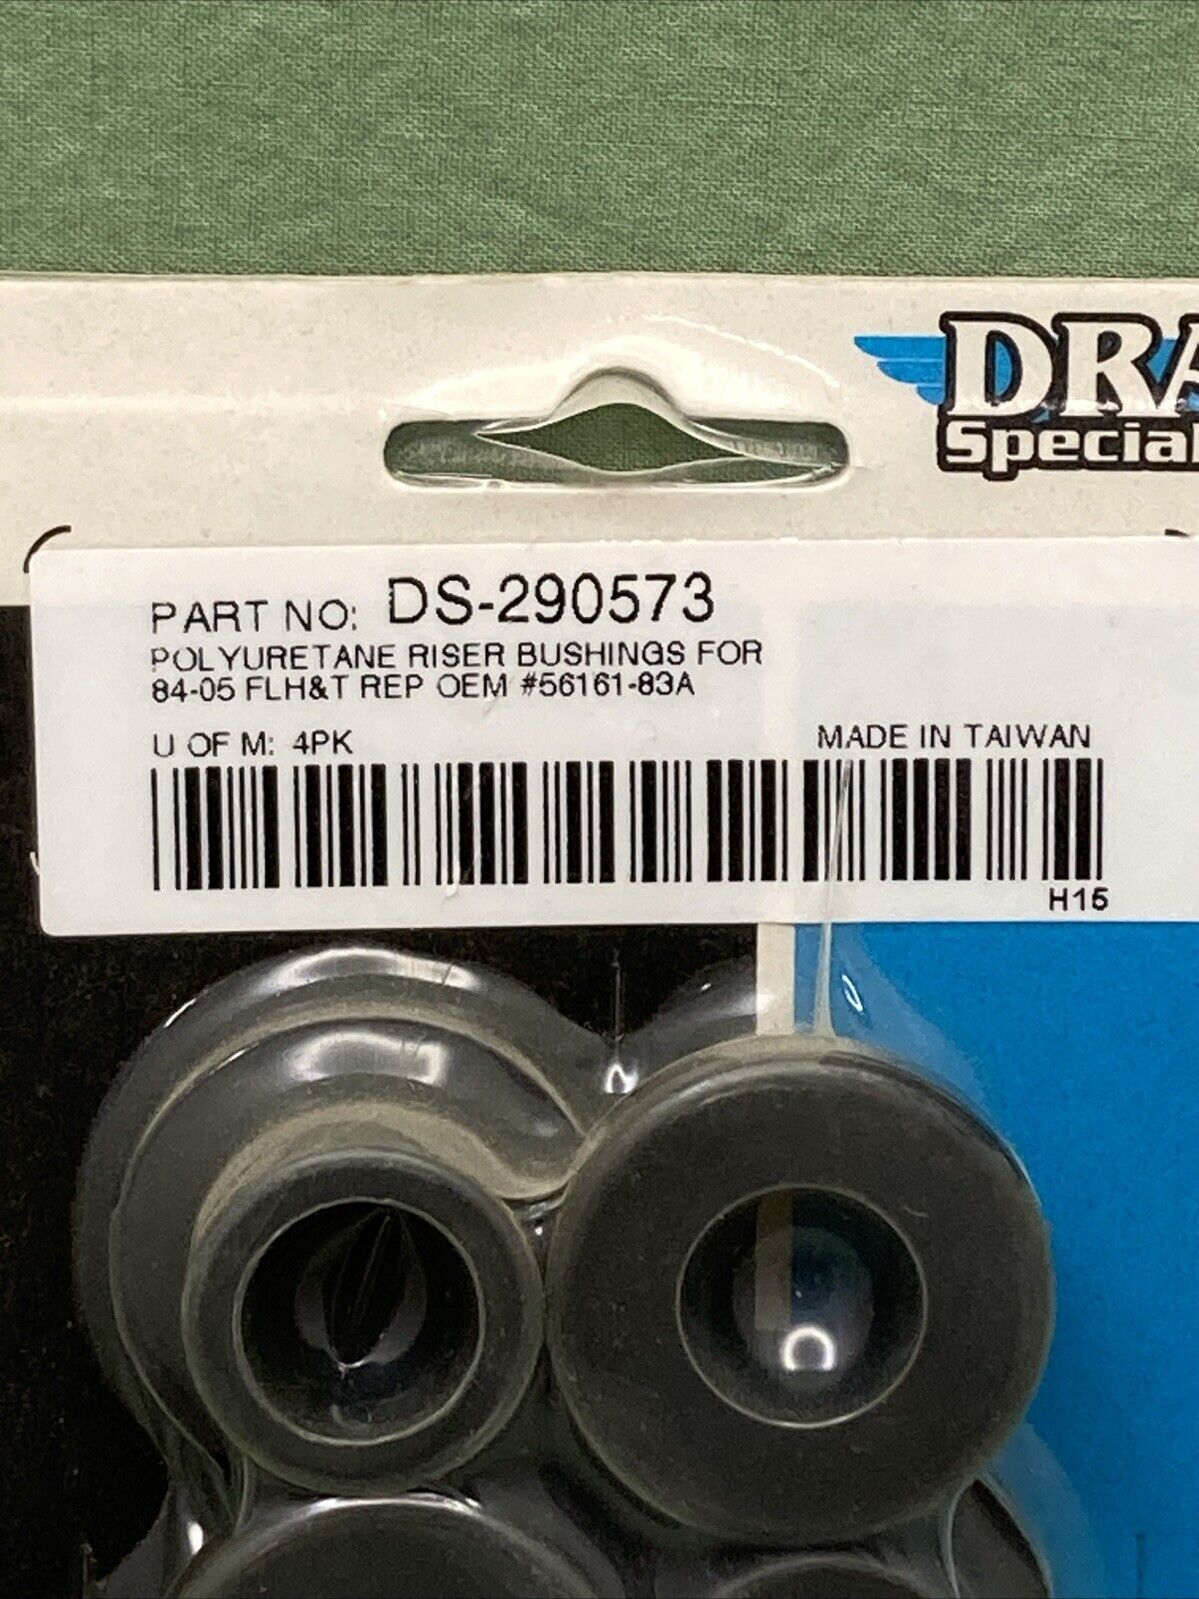 DRA
Special
PART NO: DS-290573
POLYURETANE RISER BUSHINGS FOR
84-05 FLH&T REP OEM #56161-83A
U OF M: 4PK
MADE IN TAIWAN
H15